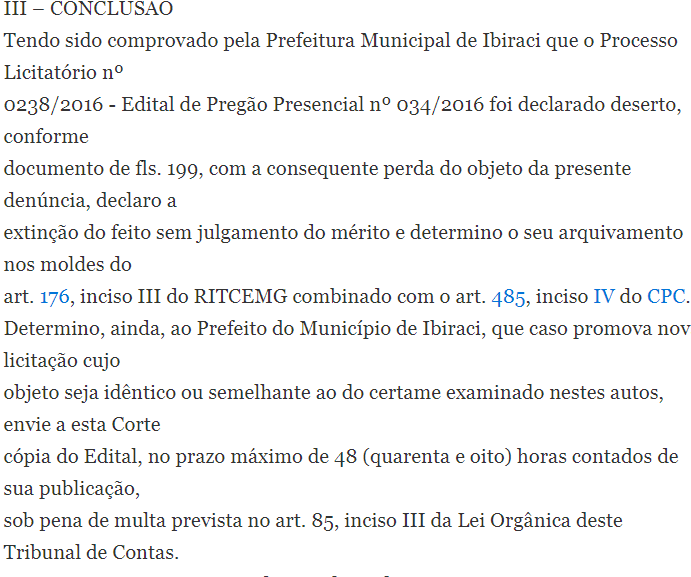 III – CONCLUSÃO
Tendo sido comprovado pela Prefeitura Municipal de Ibiraci que o Processo
Licitatório nº
0238/2016 - Edital de Pregão Presencial nº 034/2016 foi declarado deserto,
conforme
documento de fls. 199, com a consequente perda do objeto da presente
denúncia, declaro a
extinção do feito sem julgamento do mérito e determino o seu arquivamento
nos moldes do
art. 176, inciso III do RITCEMG combinado com o art. 485, inciso IV do CPC.
Determino, ainda, ao Prefeito do Município de Ibiraci, que caso promova nov
licitação cujo
objeto seja idêntico ou semelhante ao do certame examinado nestes autos,
envie a esta Corte
cópia do Edital, no prazo máximo de 48 (quarenta e oito) horas contados de
sua publicação,
sob pena de multa prevista no art. 85, inciso III da Lei Orgânica deste
Tribunal de Contas.